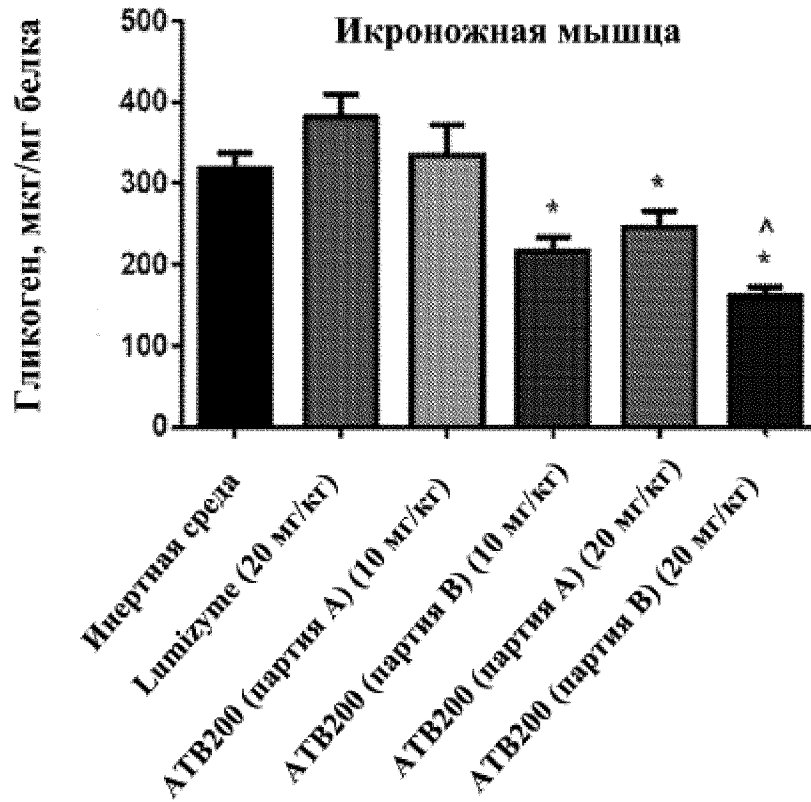 Икроножная мышца
Гликоген, мкг/мг белка
500
400
300
200
100
0
*
*
^
*
Инертная среда
Lumizyme (20 мг/кг)
ATB200 (партия A) (10 мг/кг)
ATB200 (партия B) (10 мг/кг)
ATB200 (партия A) (20 мг/кг)
ATB200 (партия B) (20 мг/кг)